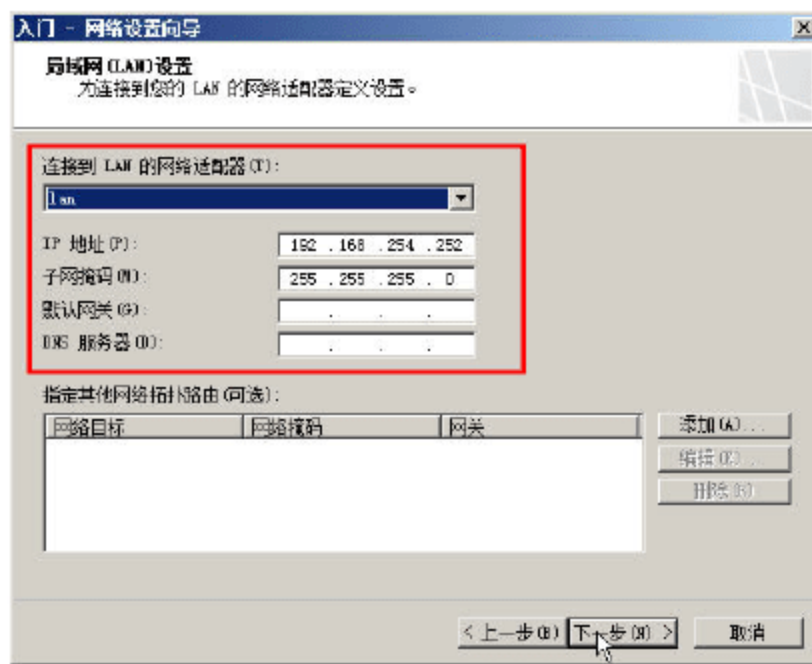 入门 - 网络设置向导
局域网(LAN)设置
为连接到您的 LAN 的网络适配器定义设置。
连接到 LAN 的网络适配器(T):
lan
IP 地址(P): 192 .168 .254 .252
子网掩码(M): 255 .255 .255 . 0
默认网关(G): . . .
DNS 服务器(D): . . .
指定其他网络拓扑路由(可选):
网络目标 网络掩码 网关
添加(A)...
编辑(E)...
删除(R)
< 上一步(B) 下一步(N) > 取消